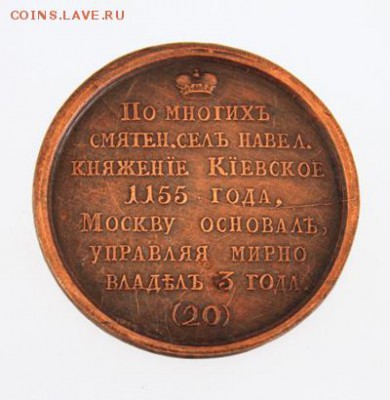 COINS.LAVE.RU
ПО МНОГИХЪ
СМЯТЕН.СЕЛЪ НАВЕЛ.
КНЯЖЕНІЕ КІЕВСКОЕ
1155 ГОДА,
МОСКВУ ОСНОВАЛЪ,
УПРАВЛЯЯ МИРНО
ВЛАДѢЛЪ 3 ГОДА.
(20)